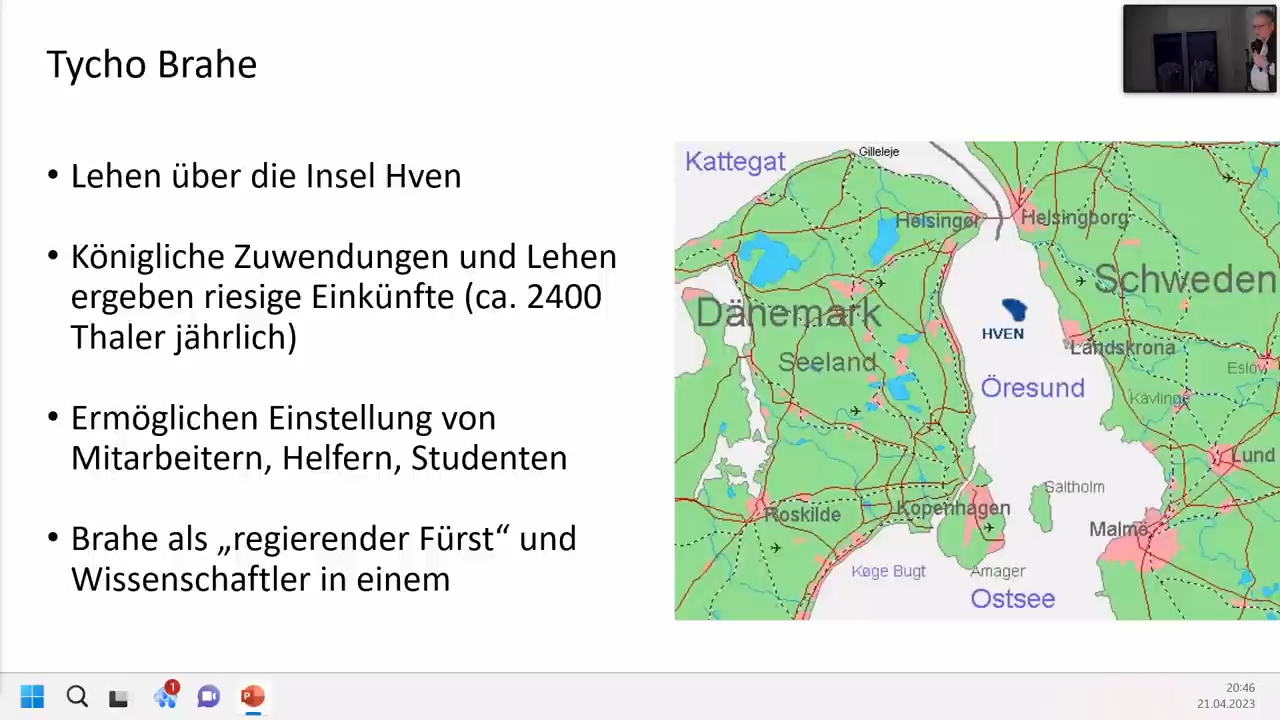 Tycho Brahe
• Lehen über die Insel Hven
• Königliche Zuwendungen und Lehen
ergeben riesige Einkünfte (ca. 2400
Thaler jährlich)
• Ermöglichen Einstellung von
Mitarbeitern, Helfern, Studenten
• Brahe als „regierender Fürst“ und
Wissenschaftler in einem
Kattegat
Gilleleje
Helsingør
Helsingborg
Schweden
Dänemark
HVEN
Landskrona
Seeland
Eslöv
Öresund
Kävlinge
Lund
Saltholm
Roskilde
Kopenhagen
Malmö
Køge Bugt
Amager
Ostsee
1
P
20:46
21.04.2023